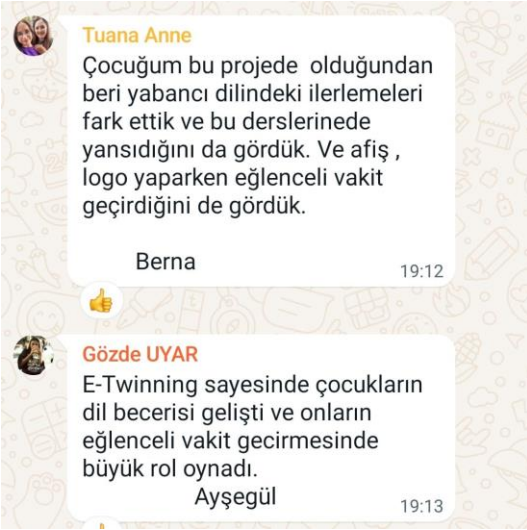 Tuana Anne
Çocuğum bu projede olduğundan
beri yabancı dilindeki ilerlemeleri
fark ettik ve bu derslerinede
yansıdığını da gördük. Ve afiş ,
logo yaparken eğlenceli vakit
geçirdiğini de gördük.
Berna
19:12
Gözde UYAR
E-Twinning sayesinde çocukların
dil becerisi gelişti ve onların
eğlenceli vakit gecirmesinde
büyük rol oynadı.
Ayşegül
19:13